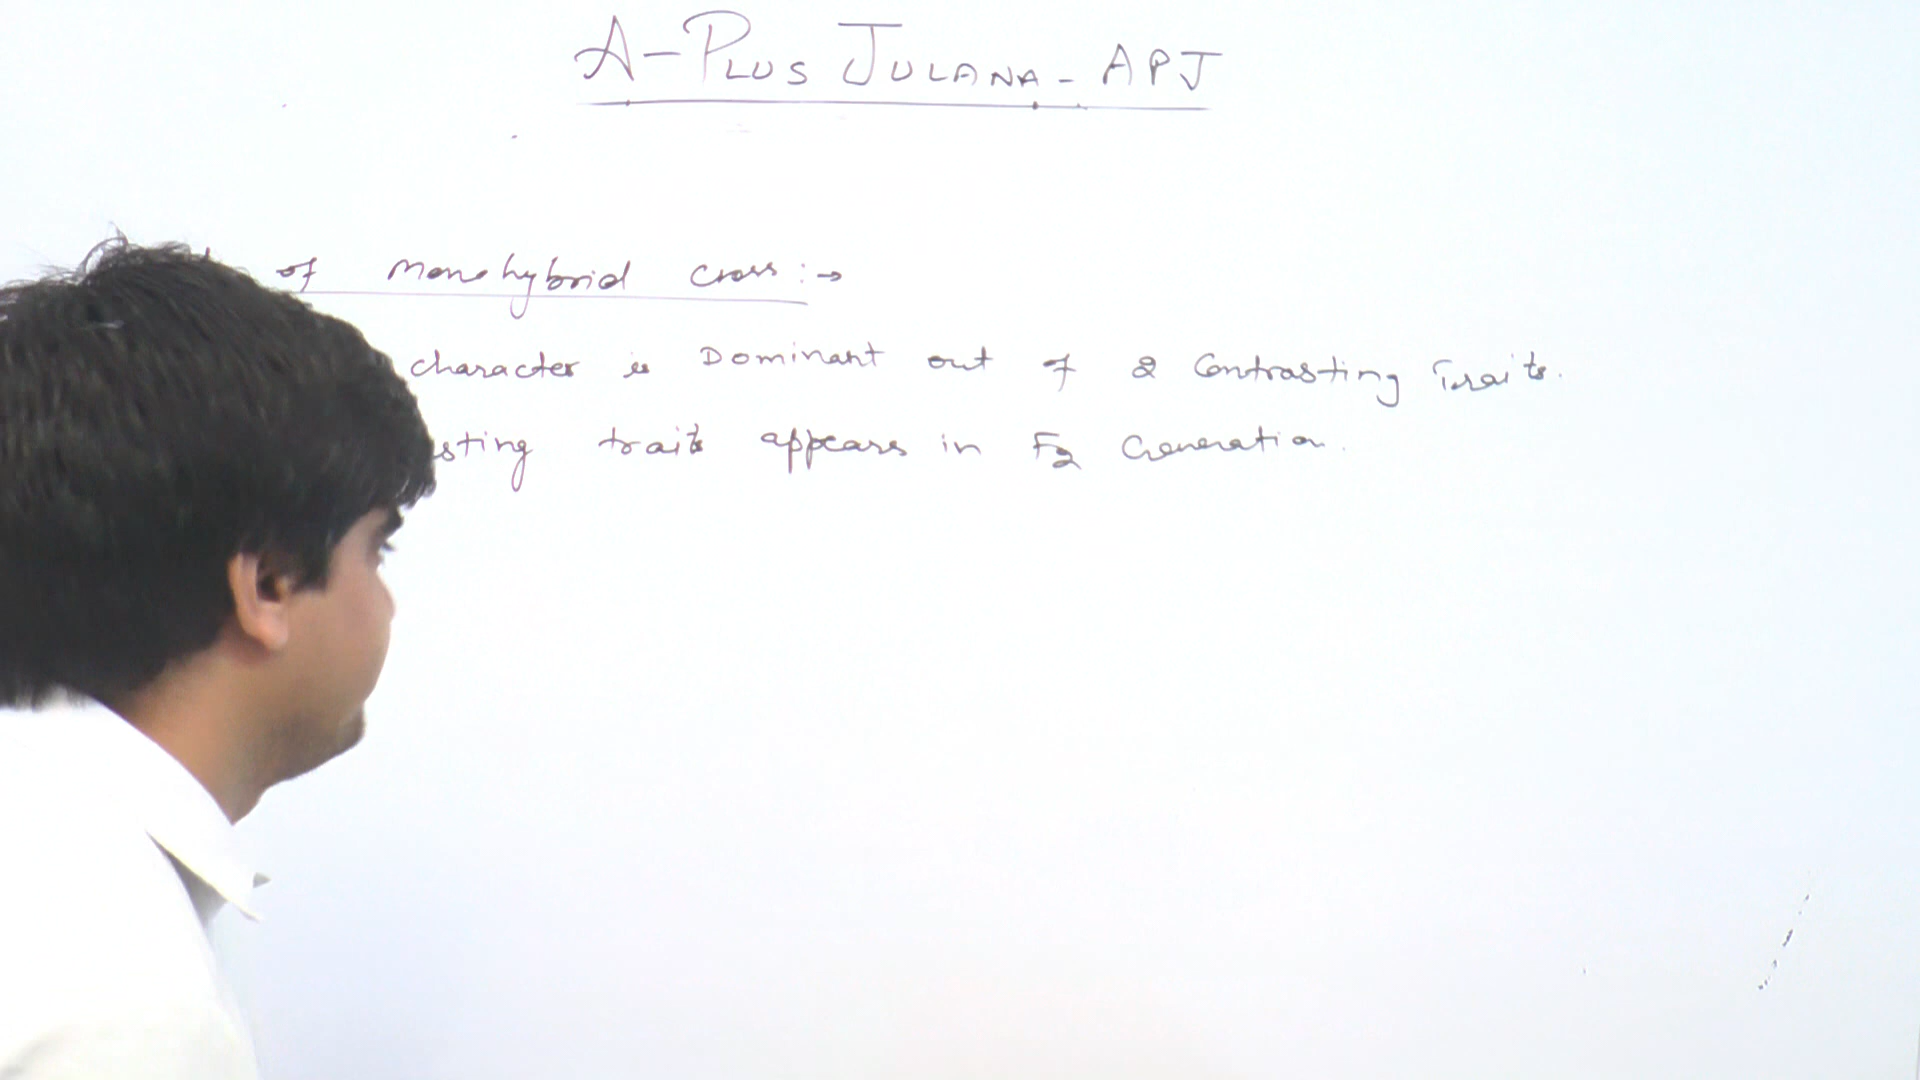 A-PLUS JULANA - APJ
of monohybrid cross :→
character is Dominant out of 2 Contrasting Traits.
sting traits appears in F2 Generation.